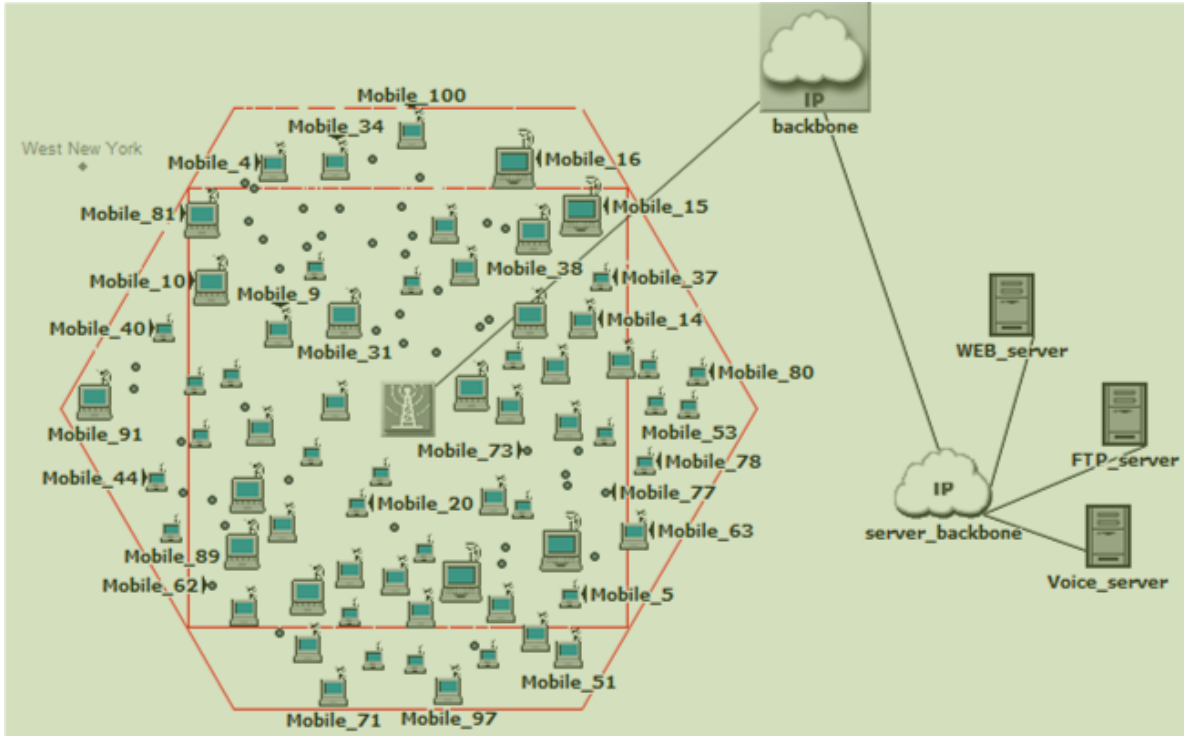 Mobile_100
IP
backbone
Mobile_34
West New York
Mobile_4
Mobile_16
Mobile_81
Mobile_15
Mobile_10
Mobile_38
Mobile_37
Mobile_9
Mobile_40
Mobile_14
Mobile_31
WEB_server
Mobile_80
Mobile_91
Mobile_53
Mobile_73
Mobile_78
FTP_server
Mobile_44
Mobile_77
IP
Mobile_20
Mobile_63
server_backbone
Mobile_89
Mobile_62
Voice_server
Mobile_5
Mobile_51
Mobile_71
Mobile_97